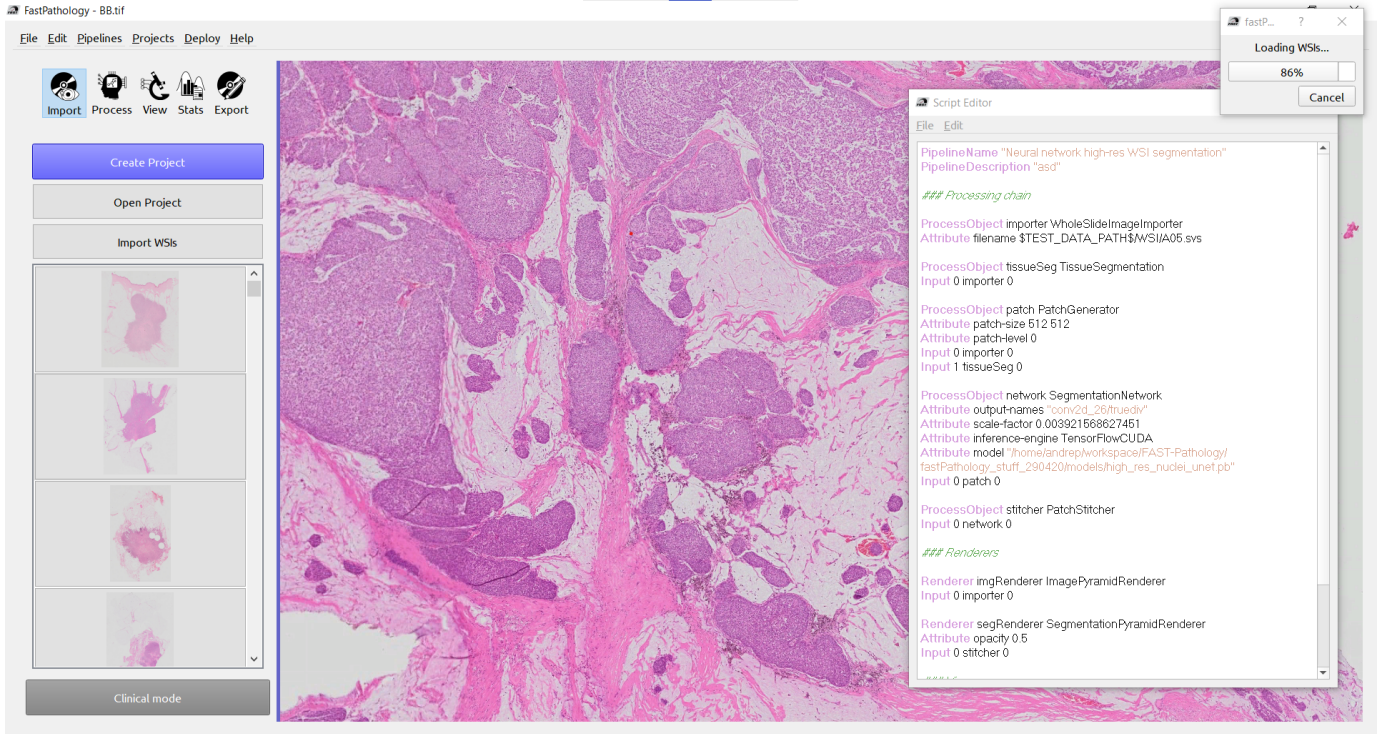 FastPathology - BB.tif
File Edit Pipelines Projects Deploy Help
Import Process View Stats Export
Create Project
Open Project
Import WSIs
Clinical mode
fastP... ?
Loading WSIs...
86%
Cancel
Script Editor
File Edit
PipelineName "Neural network high-res WSI segmentation"
PipelineDescription "asd"
### Processing chain
ProcessObject importer WholeSlideImageImporter
Attribute filename $TEST_DATA_PATH$/WSI/A05.svs
ProcessObject tissueSeg TissueSegmentation
Input 0 importer 0
ProcessObject patch PatchGenerator
Attribute patch-size 512 512
Attribute patch-level 0
Input 0 importer 0
Input 1 tissueSeg 0
ProcessObject network SegmentationNetwork
Attribute output-names "conv2d_26/truediv"
Attribute scale-factor 0.003921568627451
Attribute inference-engine TensorFlowCUDA
Attribute model "/home/andrep/workspace/FAST-Pathology/
fastPathology_stuff_290420/models/high_res_nuclei_unet.pb"
Input 0 patch 0
ProcessObject stitcher PatchStitcher
Input 0 network 0
### Renderers
Renderer imgRenderer ImagePyramidRenderer
Input 0 importer 0
Renderer segRenderer SegmentationPyramidRenderer
Attribute opacity 0.5
Input 0 stitcher 0